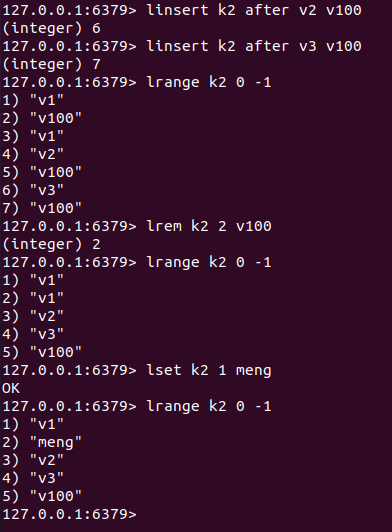 127.0.0.1:6379> linsert k2 after v2 v100
(integer) 6
127.0.0.1:6379> linsert k2 after v3 v100
(integer) 7
127.0.0.1:6379> lrange k2 0 -1
1) "v1"
2) "v100"
3) "v1"
4) "v2"
5) "v100"
6) "v3"
7) "v100"
127.0.0.1:6379> lrem k2 2 v100
(integer) 2
127.0.0.1:6379> lrange k2 0 -1
1) "v1"
2) "v1"
3) "v2"
4) "v3"
5) "v100"
127.0.0.1:6379> lset k2 1 meng
OK
127.0.0.1:6379> lrange k2 0 -1
1) "v1"
2) "meng"
3) "v2"
4) "v3"
5) "v100"
127.0.0.1:6379>